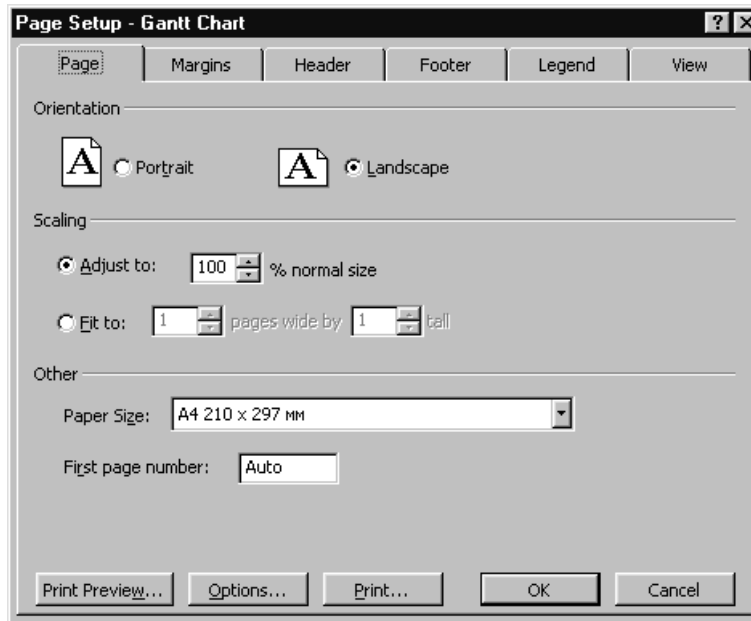 Page Setup - Gantt Chart
Page Margins Header Footer Legend View
Orientation
A Portrait A Landscape
Scaling
Adjust to: 100 % normal size
Fit to: 1 pages wide by 1 tall
Other
Paper Size: A4 210 x 297 мм
First page number: Auto
Print Preview... Options... Print... OK Cancel